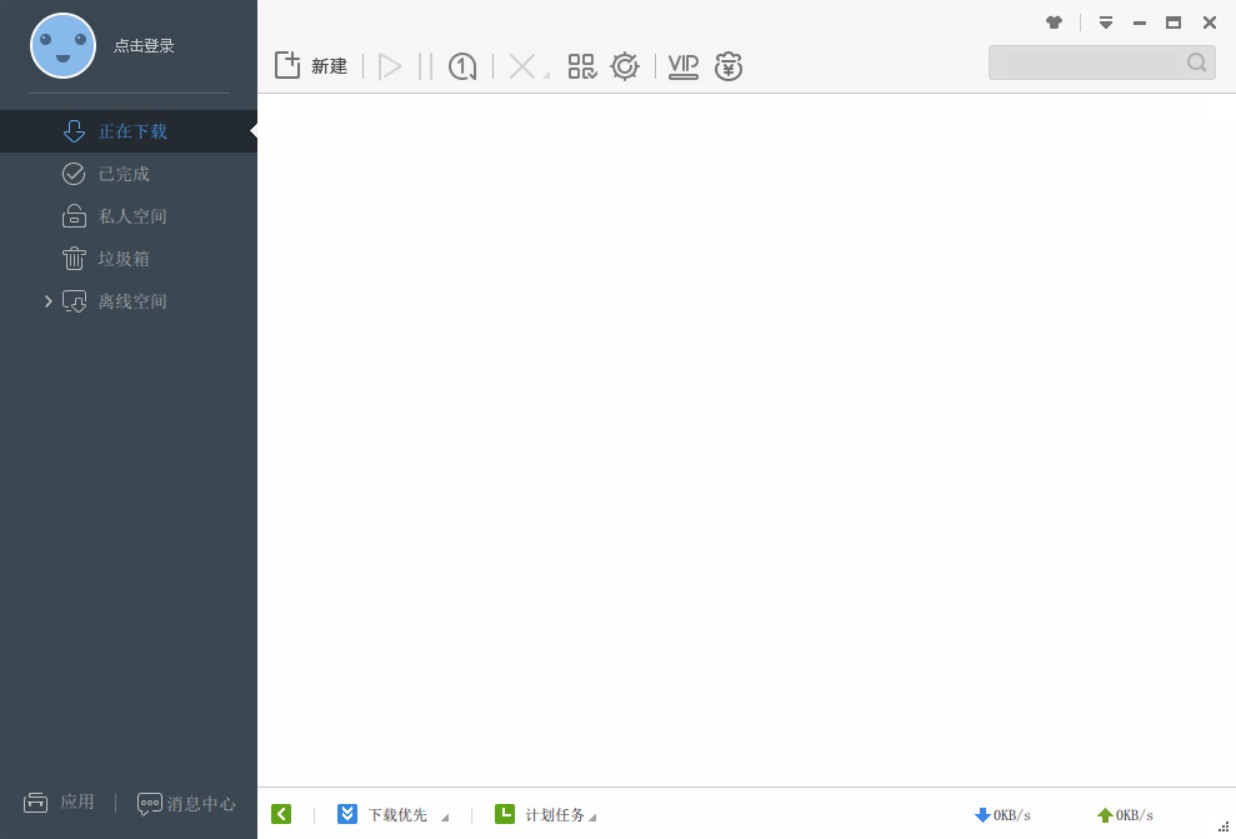 点击登录
新建
VIP
正在下载
已完成
私人空间
垃圾箱
离线空间
应用
消息中心
下载优先
计划任务
0KB/s
0KB/s